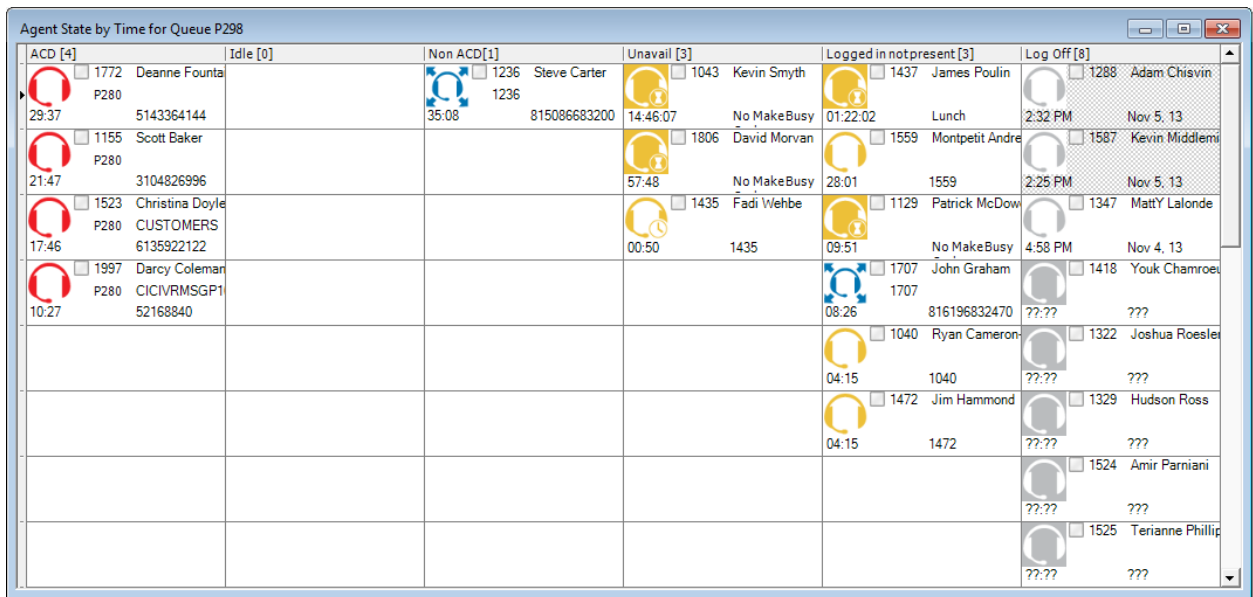 Agent State by Time for Queue P298
ACD [4] Idle [0] Non ACD[1] Unavail [3] Logged in not present [3] Log Off [8]
1772 Deanne Founta 1236 Steve Carter 1043 Kevin Smyth 1437 James Poulin 1288 Adam Chisvin
P280 1236
29:37 5143364144 35:08 815086683200 14:46:07 No MakeBusy 01:22:02 Lunch 2:32 PM Nov 5, 13
1155 Scott Baker 1806 David Morvan 1559 Montpetit Andre 1587 Kevin Middlemi
P280
21:47 3104826996 57:48 No MakeBusy 28:01 1559 2:25 PM Nov 5, 13
1523 Christina Doyle 1435 Fadi Wehbe 1129 Patrick McDow 1347 MattY Lalonde
P280 CUSTOMERS
17:46 6135922122 00:50 1435 09:51 No MakeBusy 4:58 PM Nov 4, 13
1997 Darcy Coleman 1707 John Graham 1418 Youk Chamroeu
P280 CICIVRMSGP1 1707
10:27 52168840 08:26 816196832470 ??:?? ???
1040 Ryan Cameron- 1322 Joshua Roesler
04:15 1040 ??:?? ???
1472 Jim Hammond 1329 Hudson Ross
04:15 1472 ??:?? ???
1524 Amir Parniani
??:?? ???
1525 Terianne Phillip
??:?? ???